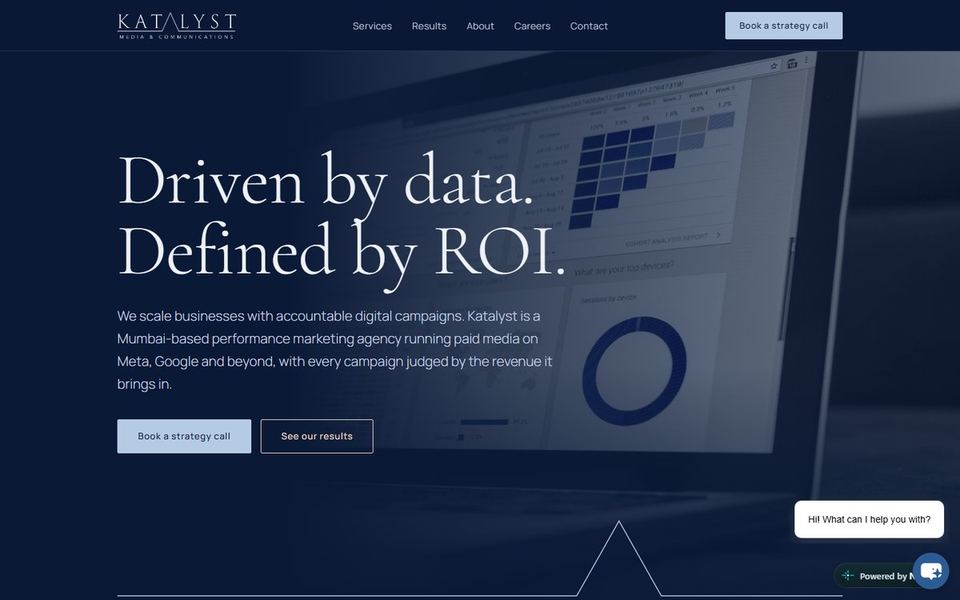 KATALYST
MEDIA & COMMUNICATIONS
Services
Results
About
Careers
Contact
Book a strategy call
Driven by data.
Defined by ROI.
We scale businesses with accountable digital campaigns. Katalyst is a
Mumbai-based performance marketing agency running paid media on
Meta, Google and beyond, with every campaign judged by the revenue it
brings in.
Book a strategy call
See our results
COHORT ANALYSIS REPORT
What are your top devices?
Sessions by device
Hi! What can I help you with?
Powered by